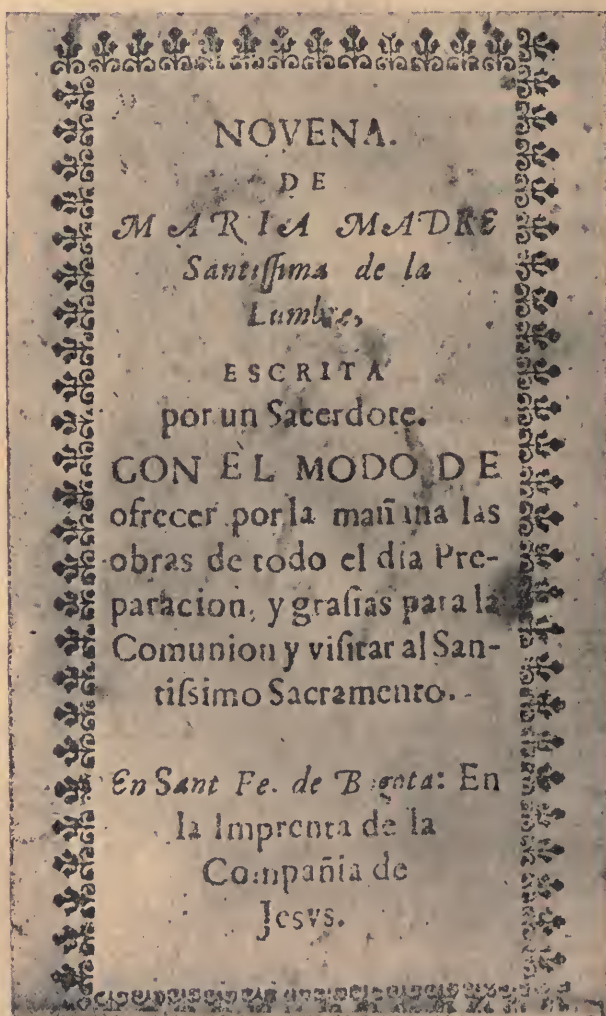 NOVENA.
DE
MARIA MADRE
Santissima de la
Lumbre,
ESCRITA
por un Sacerdote.
CON EL MODO DE
ofrecer por la mañana las
obras de todo el dia Pre-
paracion, y grasias para la
Comunion y visitar al San-
tissimo Sacramento.
En Sant Fe. de Bogota: En
la Imprenta de la
Compañia de
Jesvs.